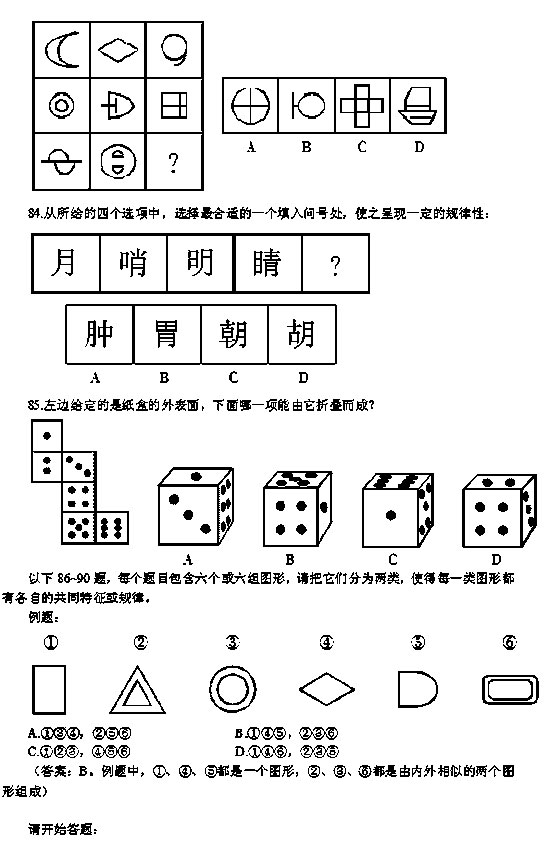 ?
A B C D
84.从所给的四个选项中，选择最合适的一个填入问号处，使之呈现一定的规律性：
月 哨 明 睛 ?
肿 胃 朝 胡
A B C D
85.左边给定的是纸盒的外表面，下面哪一项能由它折叠而成？
A B C D
以下 86~90 题，每个题目包含六个或六组图形，请把它们分为两类，使得每一类图形都
有各自的共同特征或规律。
例题：
① ② ③ ④ ⑤ ⑥
A.①③④，②⑤⑥ B.①④⑤，②③⑥
C.①②③，④⑤⑥ D.①④⑥，②③⑤
（答案：B。例题中，①、④、⑤都是一个图形，②、③、⑥都是由内外相似的两个图
形组成）
请开始答题：